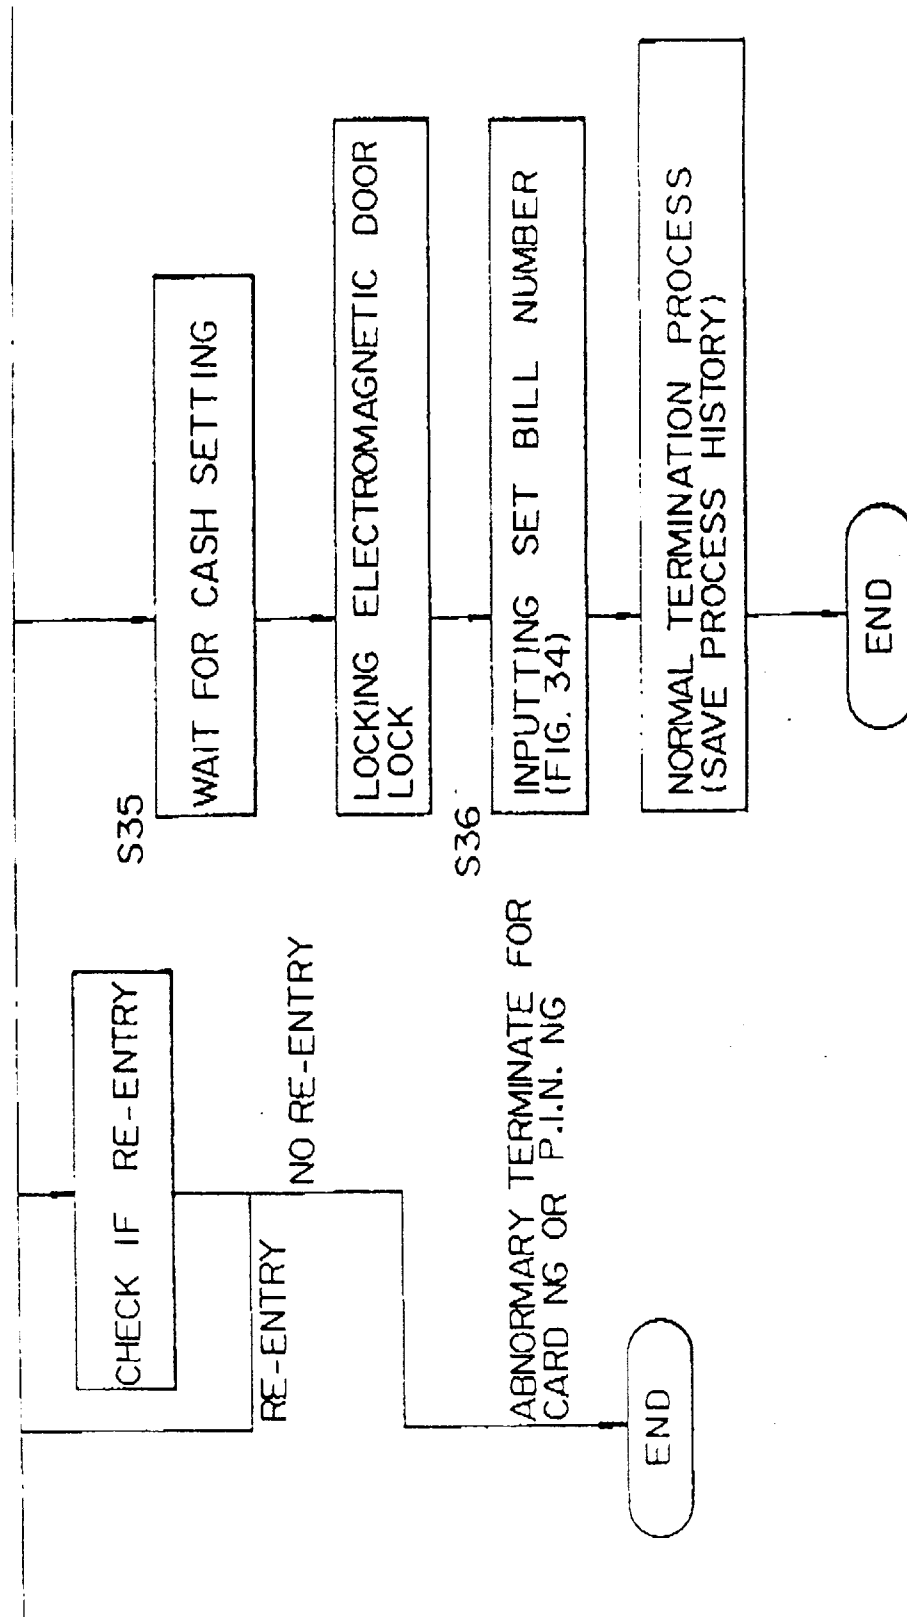 CHECK IF RE-ENTRY
RE-ENTRY
NO RE-ENTRY
ABNORMARY TERMINATE FOR
CARD NG OR P.I.N. NG
END
S35
WAIT FOR CASH SETTING
LOCKING ELECTROMAGNETIC DOOR
LOCK
S36
INPUTTING SET BILL NUMBER
(FIG. 34)
NORMAL TERMINATION PROCESS
(SAVE PROCESS HISTORY)
END